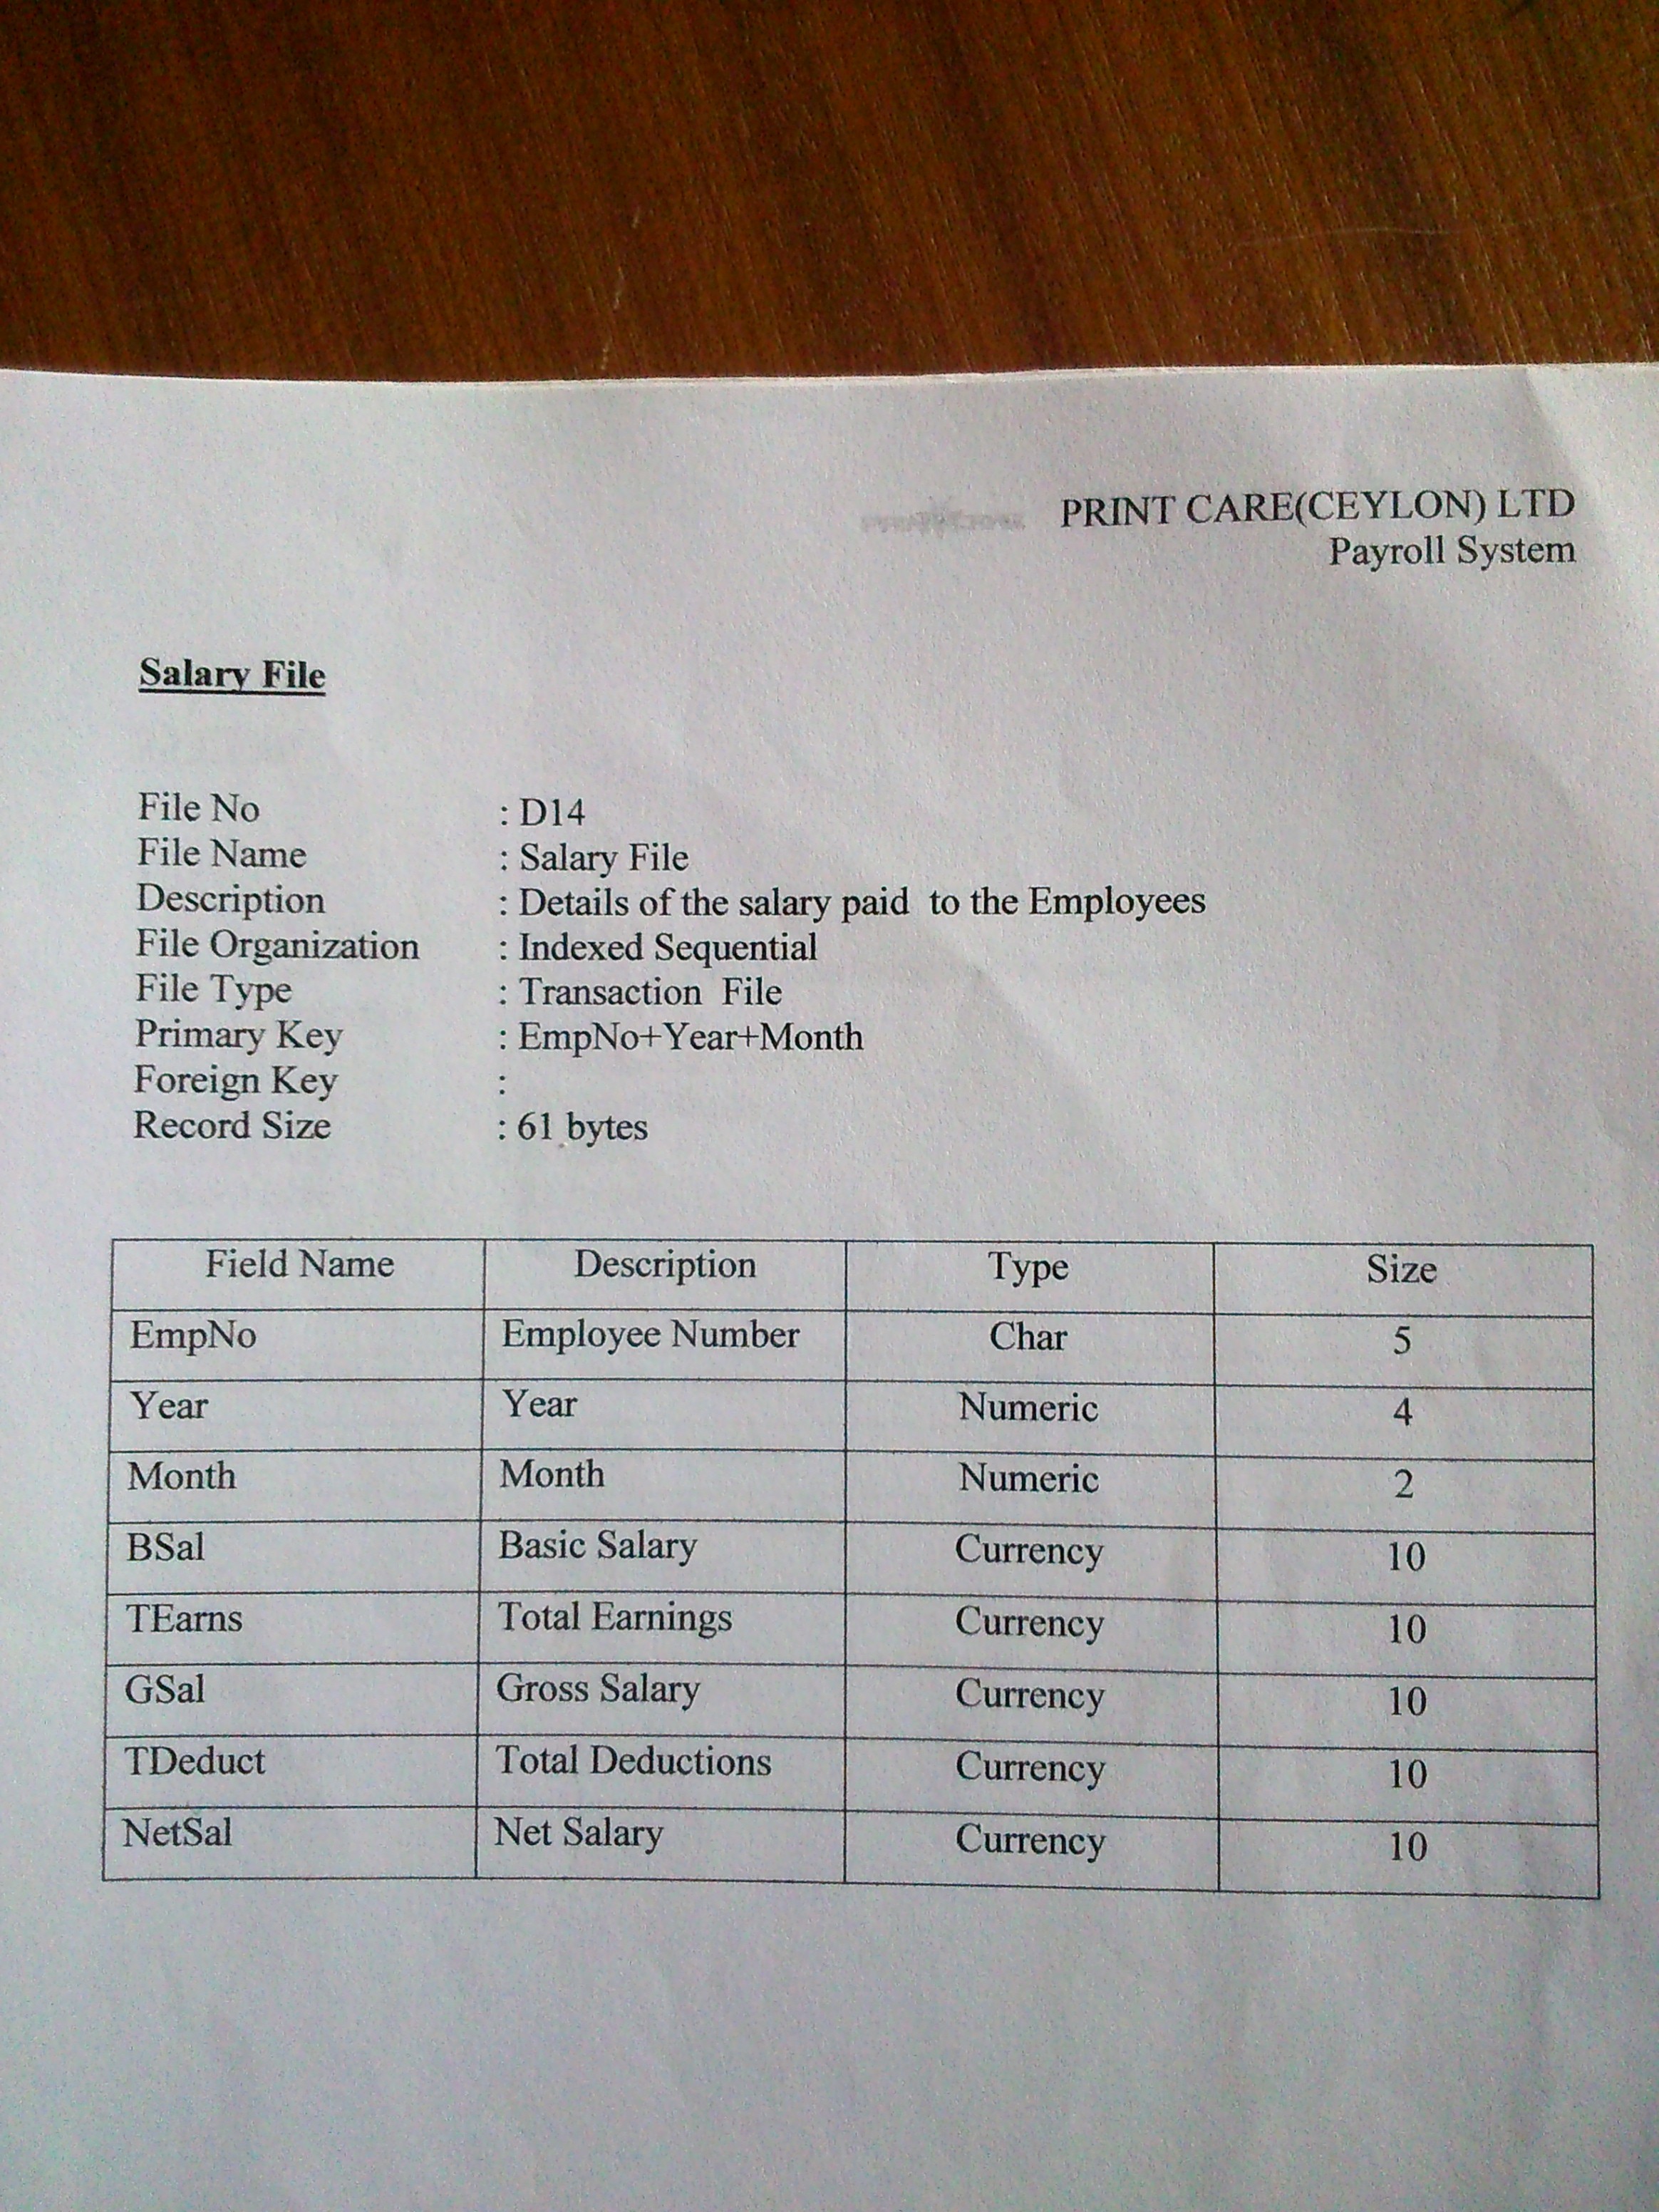 PRINT CARE(CEYLON) LTD
Payroll System
Salary File
File No : D14
File Name : Salary File
Description : Details of the salary paid to the Employees
File Organization : Indexed Sequential
File Type : Transaction File
Primary Key : EmpNo+Year+Month
Foreign Key :
Record Size : 61 bytes
Field Name Description Type Size
EmpNo Employee Number Char 5
Year Year Numeric 4
Month Month Numeric 2
BSal Basic Salary Currency 10
TEarns Total Earnings Currency 10
GSal Gross Salary Currency 10
TDeduct Total Deductions Currency 10
NetSal Net Salary Currency 10